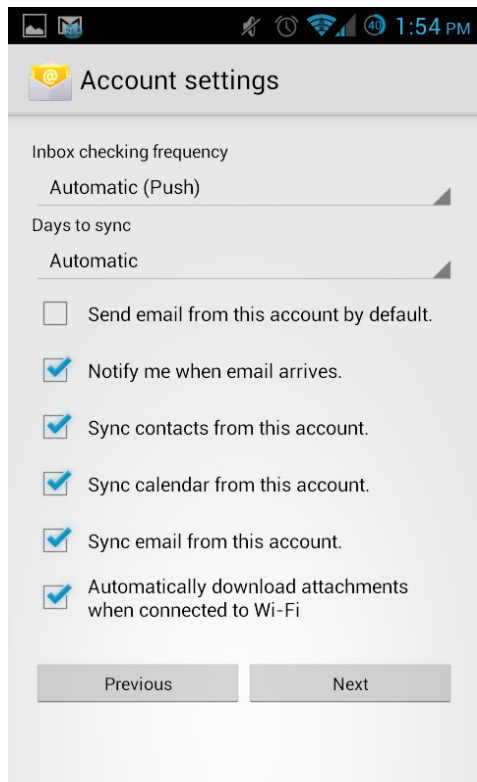 40 1:54 PM
Account settings
Inbox checking frequency
Automatic (Push)
Days to sync
Automatic
Send email from this account by default.
Notify me when email arrives.
Sync contacts from this account.
Sync calendar from this account.
Sync email from this account.
Automatically download attachments
when connected to Wi-Fi
Previous Next